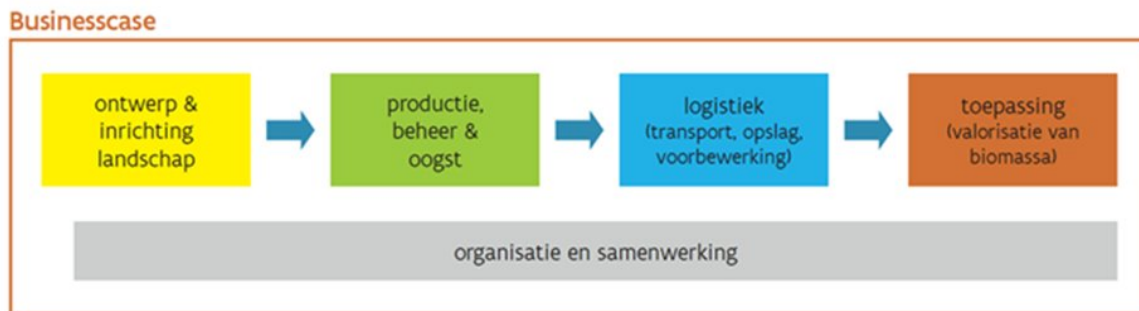 Businesscase
ontwerp &
inrichting
landschap
productie,
beheer &
oogst
logistiek
(transport, opslag,
voorbewerking)
toepassing
(valorisatie van
biomassa)
organisatie en samenwerking